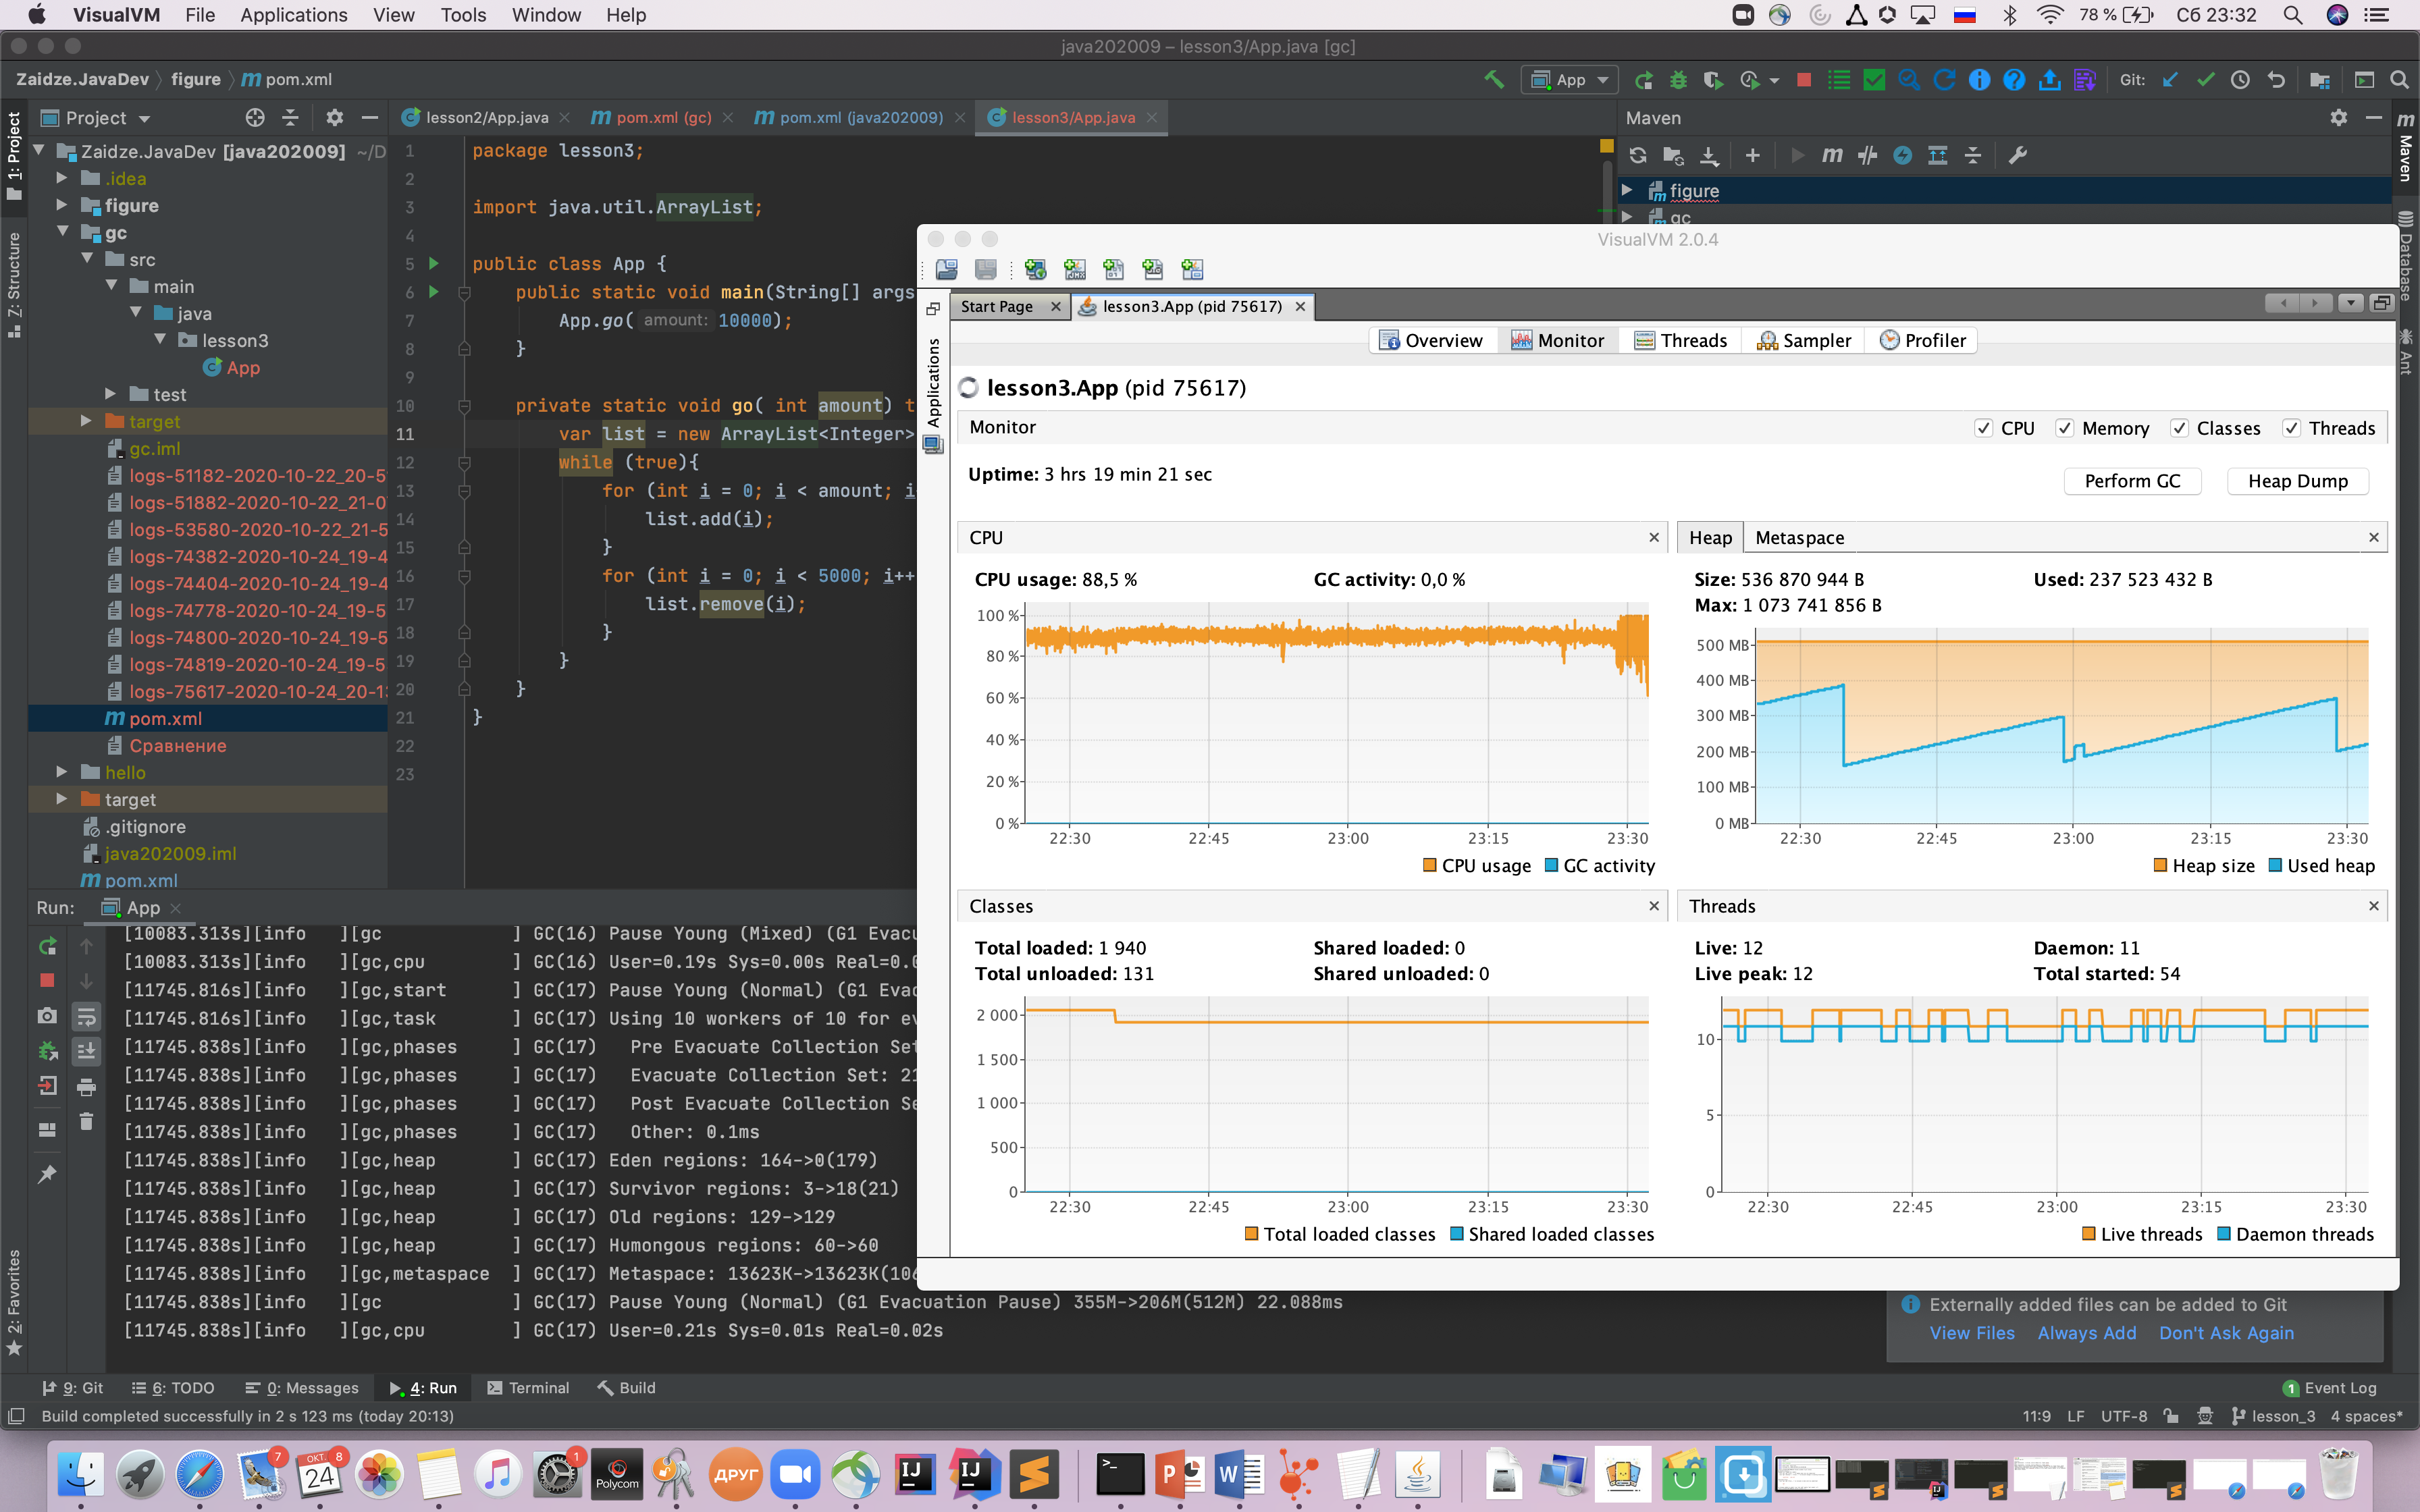 VisualVM File Applications View Tools Window Help 78 % Сб 23:32
java202009 – lesson3/App.java [gc]
Zaidze.JavaDev figure pom.xml App Git:
Project lesson2/App.java pom.xml (gc) pom.xml (java202009) lesson3/App.java Maven
1: Project
Z: Structure
2: Favorites
Zaidze.JavaDev [java202009] ~/D
.idea
figure
gc
src
main
java
lesson3
App
test
target
gc.iml
logs-51182-2020-10-22_20-5
logs-51882-2020-10-22_21-0
logs-53580-2020-10-22_21-5
logs-74382-2020-10-24_19-4
logs-74404-2020-10-24_19-4
logs-74778-2020-10-24_19-5
logs-74800-2020-10-24_19-5
logs-74819-2020-10-24_19-5
logs-75617-2020-10-24_20-1
pom.xml
Сравнение
hello
target
.gitignore
java202009.iml
pom.xml
1 package lesson3;
2
3 import java.util.ArrayList;
4
5 public class App {
6 public static void main(String[] args
7 App.go( amount: 10000);
8 }
9
10 private static void go( int amount) t
11 var list = new ArrayList<Integer>
12 while (true){
13 for (int i = 0; i < amount; i
14 list.add(i);
15 }
16 for (int i = 0; i < 5000; i++
17 list.remove(i);
18 }
19 }
20 }
21 }
22
23
figure
gc
Maven
Database
Ant
VisualVM 2.0.4
Applications
Start Page lesson3.App (pid 75617)
Overview Monitor Threads Sampler Profiler
lesson3.App (pid 75617)
Monitor CPU Memory Classes Threads
Uptime: 3 hrs 19 min 21 sec Perform GC Heap Dump
CPU
CPU usage: 88,5 % GC activity: 0,0 %
100 %
80 %
60 %
40 %
20 %
0 %
22:30 22:45 23:00 23:15 23:30
CPU usage GC activity
Heap Metaspace
Size: 536 870 944 B Used: 237 523 432 B
Max: 1 073 741 856 B
500 MB
400 MB
300 MB
200 MB
100 MB
0 MB
22:30 22:45 23:00 23:15 23:30
Heap size Used heap
Classes
Total loaded: 1 940 Shared loaded: 0
Total unloaded: 131 Shared unloaded: 0
2 000
1 500
1 000
500
0
22:30 22:45 23:00 23:15 23:30
Total loaded classes Shared loaded classes
Threads
Live: 12 Daemon: 11
Live peak: 12 Total started: 54
10
5
0
22:30 22:45 23:00 23:15 23:30
Live threads Daemon threads
Run: App
[10083.313s][info ][gc ] GC(16) Pause Young (Mixed) (G1 Evacu
[10083.313s][info ][gc,cpu ] GC(16) User=0.19s Sys=0.00s Real=0.0
[11745.816s][info ][gc,start ] GC(17) Pause Young (Normal) (G1 Evac
[11745.816s][info ][gc,task ] GC(17) Using 10 workers of 10 for ev
[11745.838s][info ][gc,phases ] GC(17) Pre Evacuate Collection Set
[11745.838s][info ][gc,phases ] GC(17) Evacuate Collection Set: 21
[11745.838s][info ][gc,phases ] GC(17) Post Evacuate Collection Se
[11745.838s][info ][gc,phases ] GC(17) Other: 0.1ms
[11745.838s][info ][gc,heap ] GC(17) Eden regions: 164->0(179)
[11745.838s][info ][gc,heap ] GC(17) Survivor regions: 3->18(21)
[11745.838s][info ][gc,heap ] GC(17) Old regions: 129->129
[11745.838s][info ][gc,heap ] GC(17) Humongous regions: 60->60
[11745.838s][info ][gc,metaspace ] GC(17) Metaspace: 13623K->13623K(106
[11745.838s][info ][gc ] GC(17) Pause Young (Normal) (G1 Evacuation Pause) 355M->206M(512M) 22.088ms
[11745.838s][info ][gc,cpu ] GC(17) User=0.21s Sys=0.01s Real=0.02s
Externally added files can be added to Git
View Files Always Add Don't Ask Again
9: Git 6: TODO 0: Messages 4: Run Terminal Build 1 Event Log
Build completed successfully in 2 s 123 ms (today 20:13) 11:9 LF UTF-8 lesson_3 4 spaces*
7 ОКТ. 24 8 1 Polycom ДРУГ IJ IJ P W